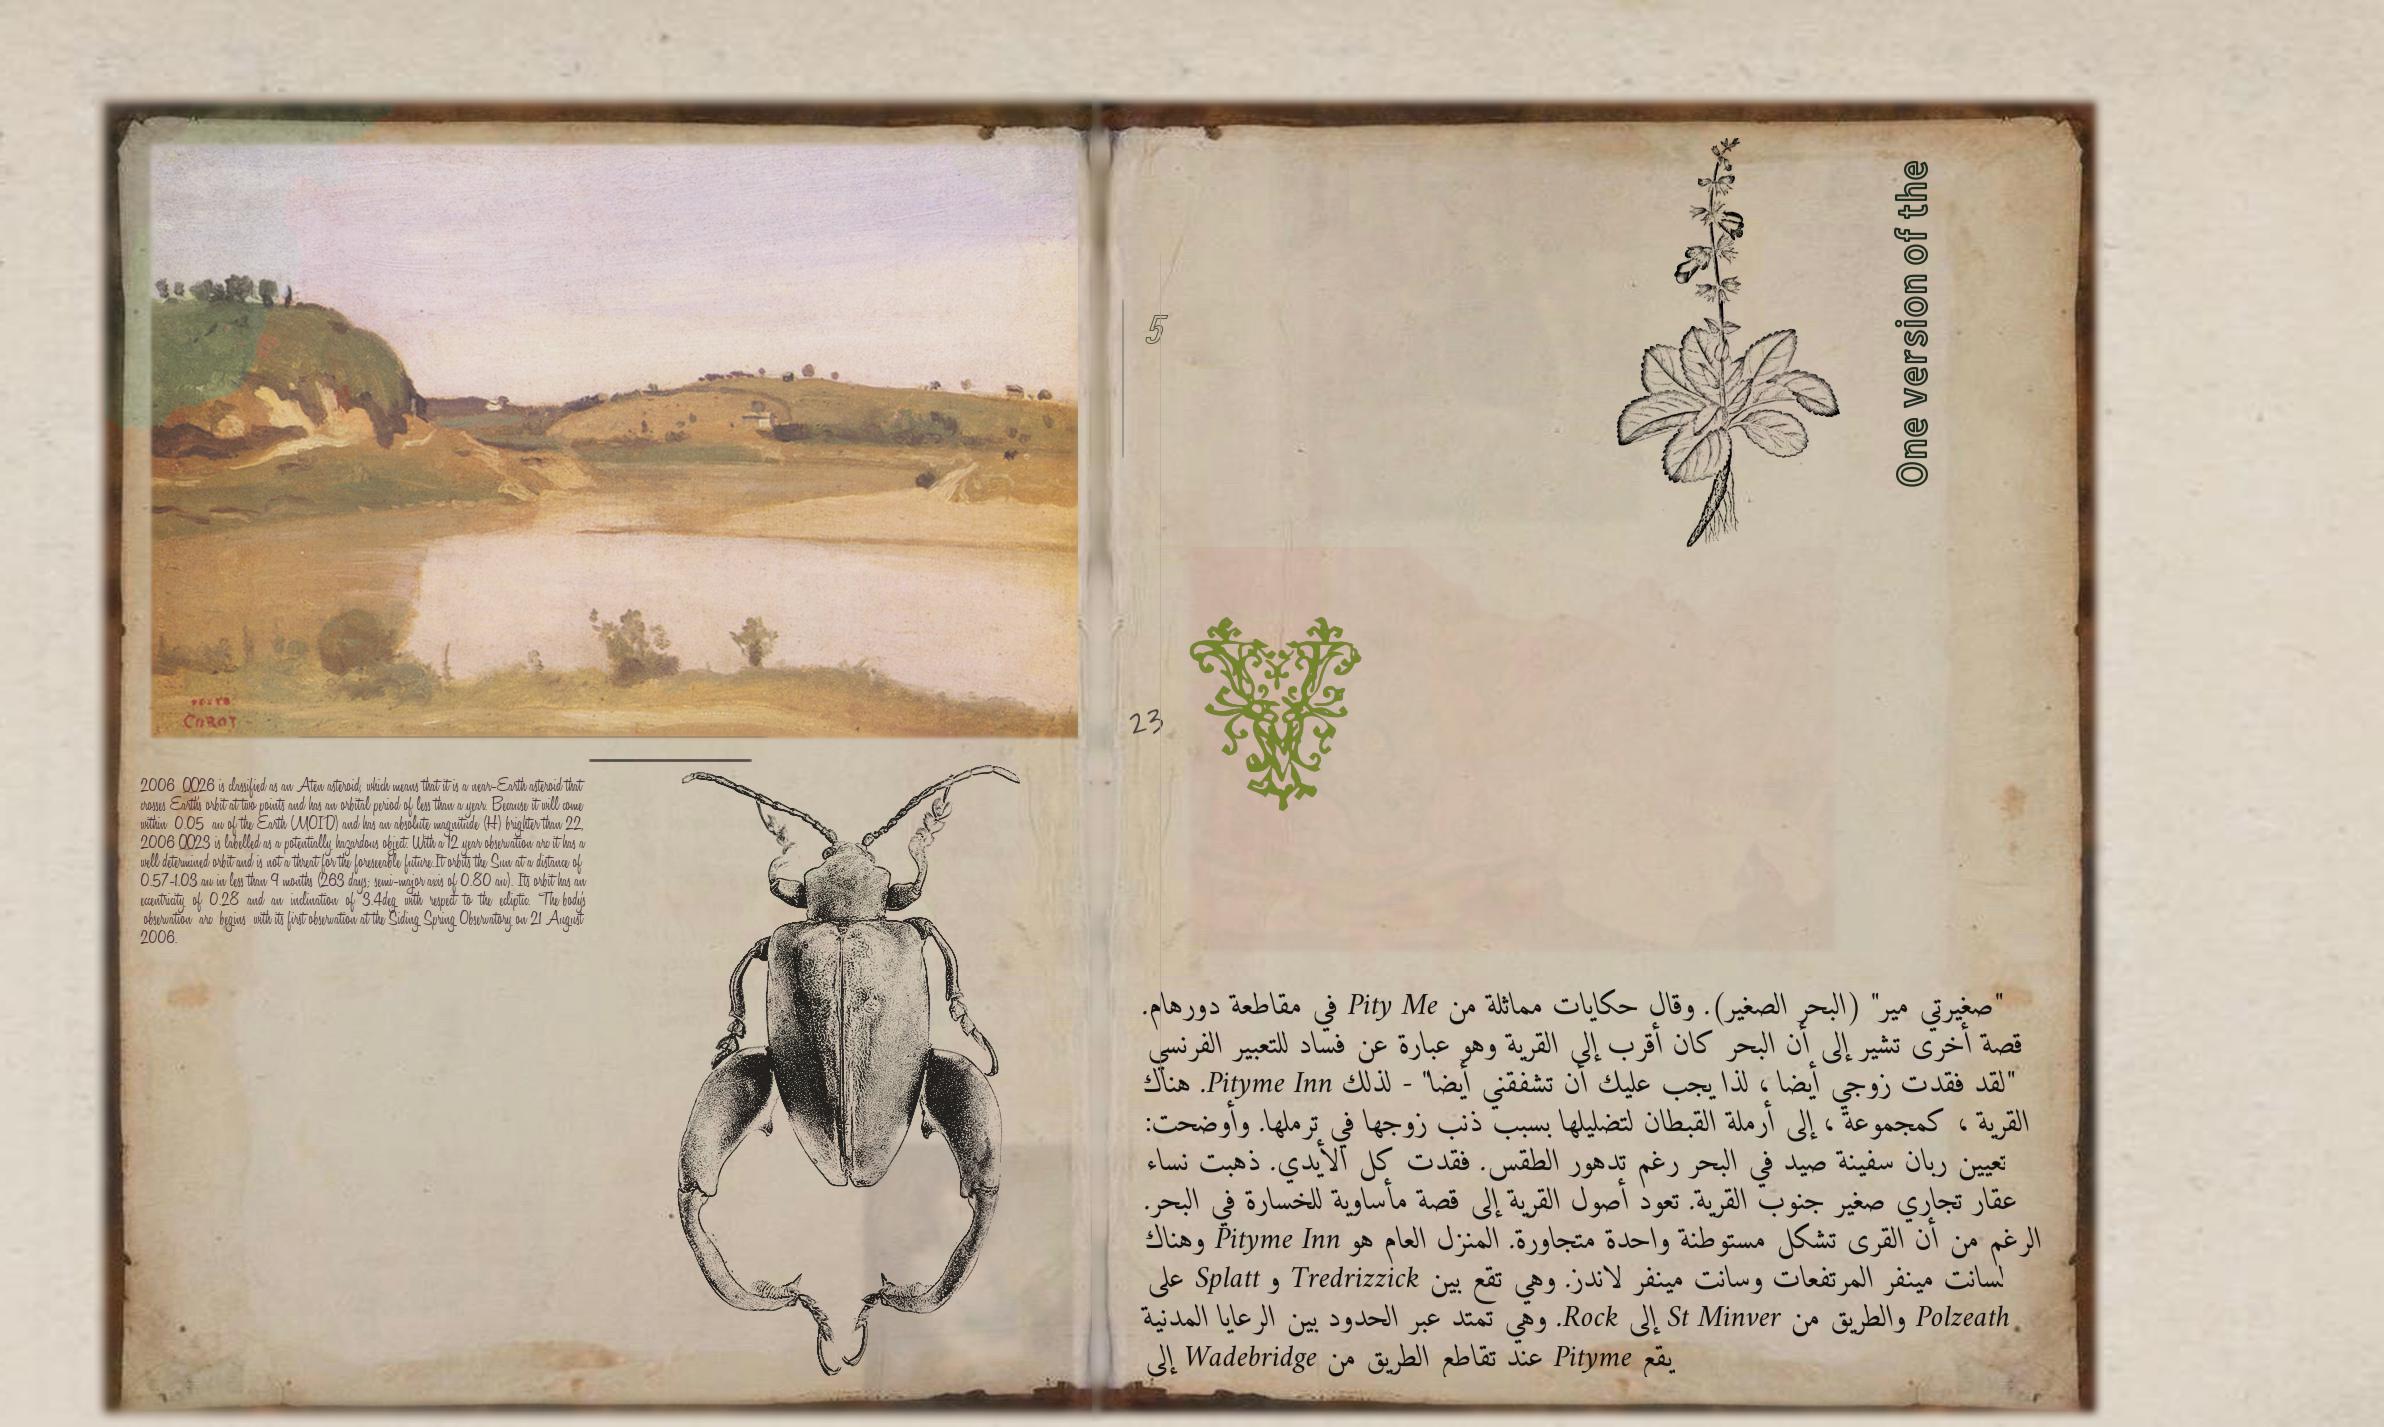 COROT
2006 QQ26 is classified as an Aten asteroid, which means that it is a near-Earth asteroid that
crosses Earths orbit at two points and has an orbital period of less than a year. Because it will come
within 0.05 au of the Earth (MOID) and has an absolute magnitude (H) brighter than 22,
2006 QQ23 is labelled as a potentially hazardous object. With a 12 year observation arc it has a
well determined orbit and is not a threat for the foreseeable future.It orbits the Sun at a distance of
0.57-1.03 au in less than 9 months (263 days; semi-major axis of 0.80 au). Its orbit has an
eccentricity of 0.28 and an inclination of 3.4deg with respect to the ecliptic. The body's
observation arc begins with its first observation at the Siding Spring Observatory on 21 August
2006.
5
23
One version of the
"صغيرتي مير" (البحر الصغير). وقال حكايات مماثلة من Pity Me في مقاطعة دورهام.
قصة أخرى تشير إلى أن البحر كان أقرب إلى القرية وهو عبارة عن فساد للتعبير الفرنسي
"لقد فقدت زوجي أيضا ، لذا يجب عليك أن تشفقني أيضا" - لذلك Pityme Inn. هناك
القرية ، كمجموعة ، إلى أرملة القبطان لتضليلها بسبب ذنب زوجها في ترملها. وأوضحت:
تعيين ربان سفينة صيد في البحر رغم تدهور الطقس. فقدت كل الأيدي. ذهبت نساء
عقار تجاري صغير جنوب القرية. تعود أصول القرية إلى قصة مأساوية للخسارة في البحر.
الرغم من أن القرى تشكل مستوطنة واحدة متجاورة. المنزل العام هو Pityme Inn وهناك
لسانت مينفر المرتفعات وسانت مينفر لاندز. وهي تقع بين Tredrizzick و Splatt على
Polzeath والطريق من St Minver إلى Rock. وهي تمتد عبر الحدود بين الرعايا المدنية
يقع Pityme عند تقاطع الطريق من Wadebridge إلى